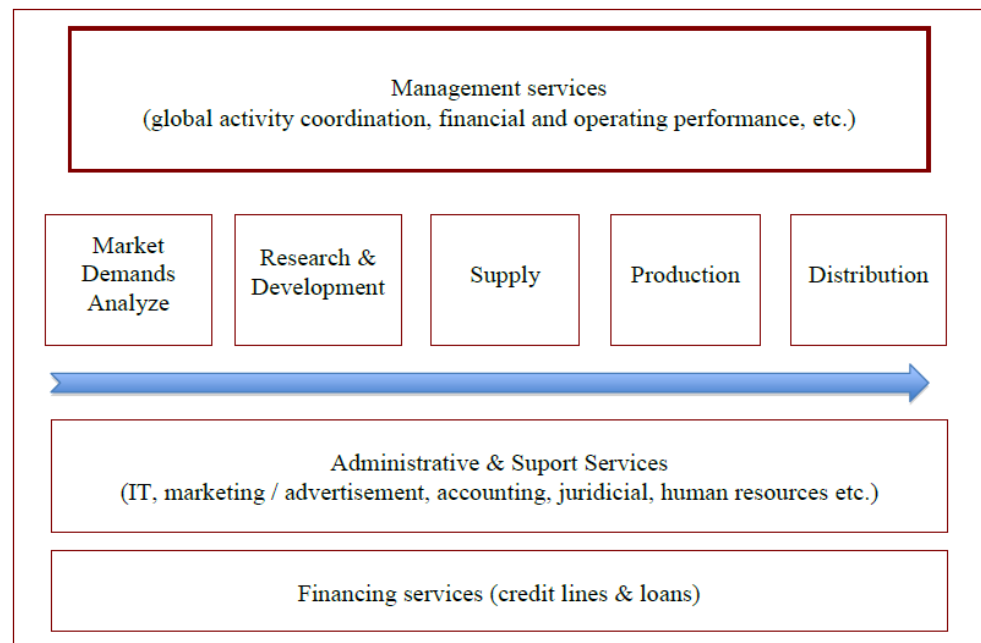 Management services
(global activity coordination, financial and operating performance, etc.)
Market
Demands
Analyze
Research &
Development
Supply
Production
Distribution
Administrative & Suport Services
(IT, marketing / advertisement, accounting, juridicial, human resources etc.)
Financing services (credit lines & loans)